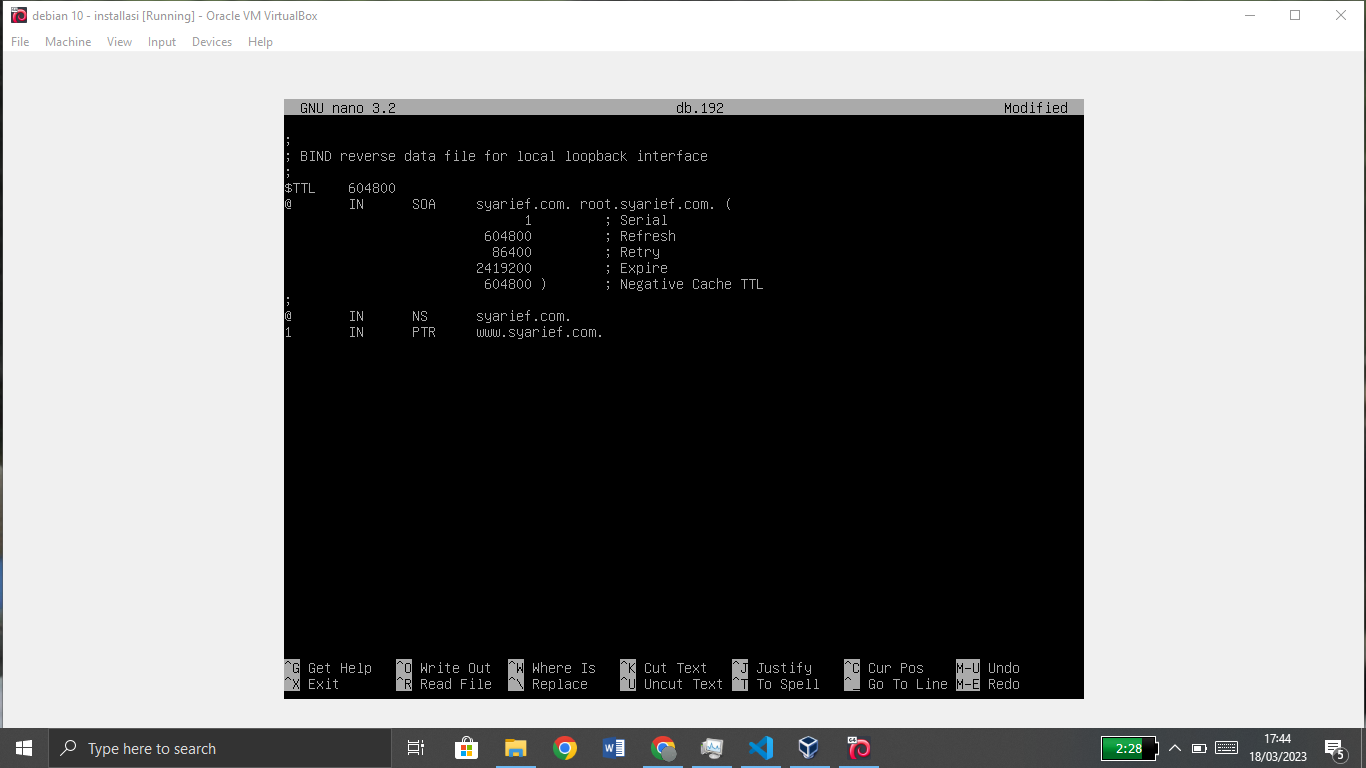 debian 10 - installasi [Running] - Oracle VM VirtualBox
File Machine View Input Devices Help
GNU nano 3.2 db.192 Modified
;
; BIND reverse data file for local loopback interface
;
$TTL 604800
@ IN SOA syarief.com. root.syarief.com. (
1 ; Serial
604800 ; Refresh
86400 ; Retry
2419200 ; Expire
604800 ) ; Negative Cache TTL
;
@ IN NS syarief.com.
1 IN PTR www.syarief.com.
^G Get Help ^O Write Out ^W Where Is ^K Cut Text ^J Justify ^C Cur Pos M-U Undo
^X Exit ^R Read File ^\ Replace ^U Uncut Text ^T To Spell ^_ Go To Line M-E Redo
Type here to search
2:28
17:44
18/03/2023
5